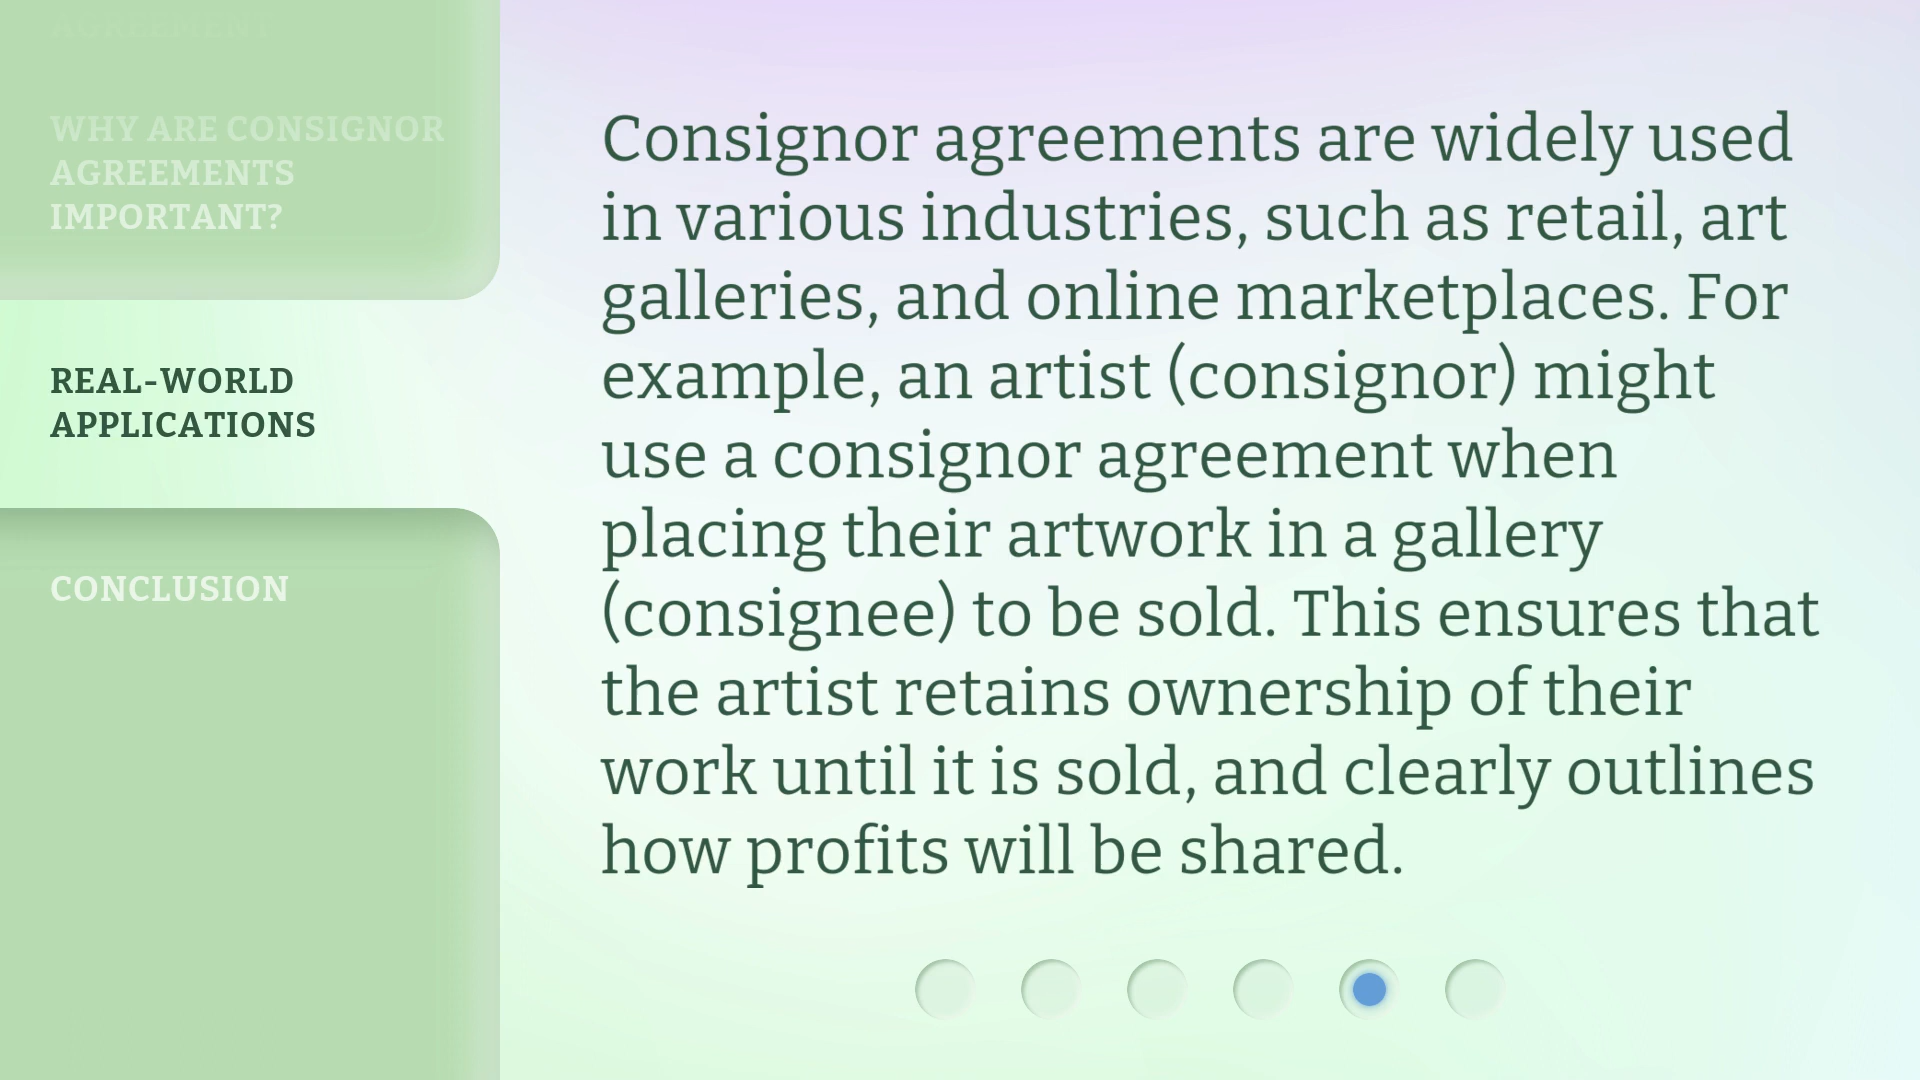 AGREEMENT
WHY ARE CONSIGNOR
AGREEMENTS
IMPORTANT?
REAL-WORLD
APPLICATIONS
CONCLUSION
Consignor agreements are widely used
in various industries, such as retail, art
galleries, and online marketplaces. For
example, an artist (consignor) might
use a consignor agreement when
placing their artwork in a gallery
(consignee) to be sold. This ensures that
the artist retains ownership of their
work until it is sold, and clearly outlines
how profits will be shared.